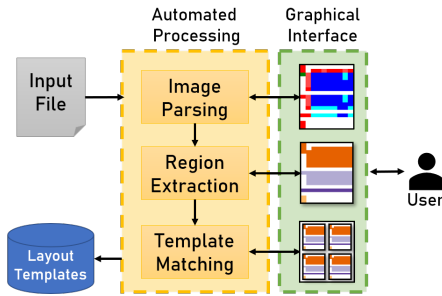 Automated
Processing
Graphical
Interface
Input
File
Image
Parsing
Region
Extraction
User
Layout
Templates
Template
Matching